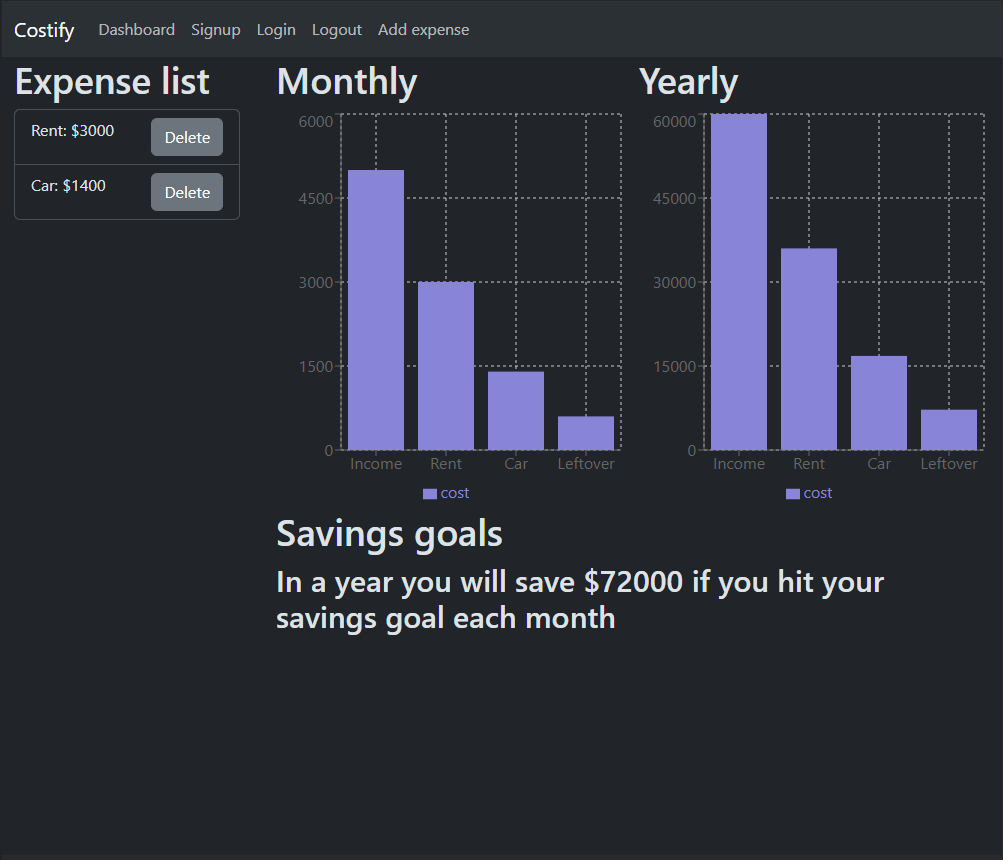 Costify Dashboard Signup Login Logout Add expense
Expense list
Rent: $3000 Delete
Car: $1400 Delete
Monthly
6000
4500
3000
1500
0
Income Rent Car Leftover
cost
Yearly
60000
45000
30000
15000
0
Income Rent Car Leftover
cost
Savings goals
In a year you will save $72000 if you hit your
savings goal each month